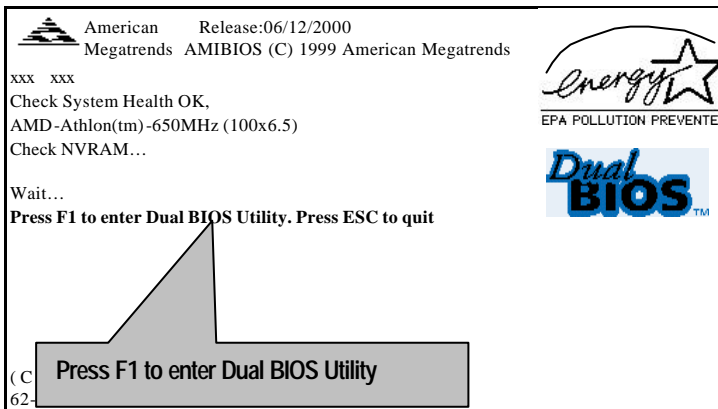 American Release:06/12/2000
Megatrends AMIBIOS (C) 1999 American Megatrends
xxx xxx
Check System Health OK,
AMD-Athlon(tm)-650MHz (100x6.5)
Check NVRAM…
Wait…
Press F1 to enter Dual BIOS Utility. Press ESC to quit
Press F1 to enter Dual BIOS Utility
(C
62-
energy
EPA POLLUTION PREVENTE
Dual
BIOS TM